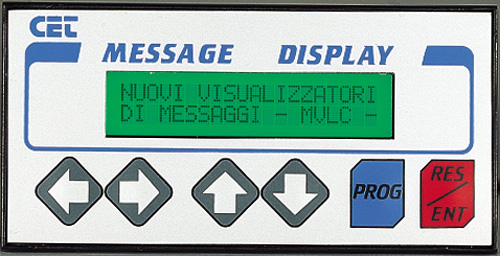 CET
MESSAGE DISPLAY
NUOVI VISUALIZZATORI
DI MESSAGGI - MVLC -
PROG
RES/
ENT